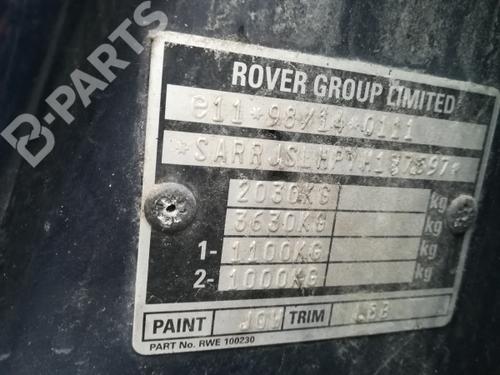 B-PARTS
ROVER GROUP LIMITED
e11*98/14*0111
2030KG kg
3630KG kg
1- 1100KG kg
2- 1000KG kg
PAINT TRIM
PART No. RWE 100230